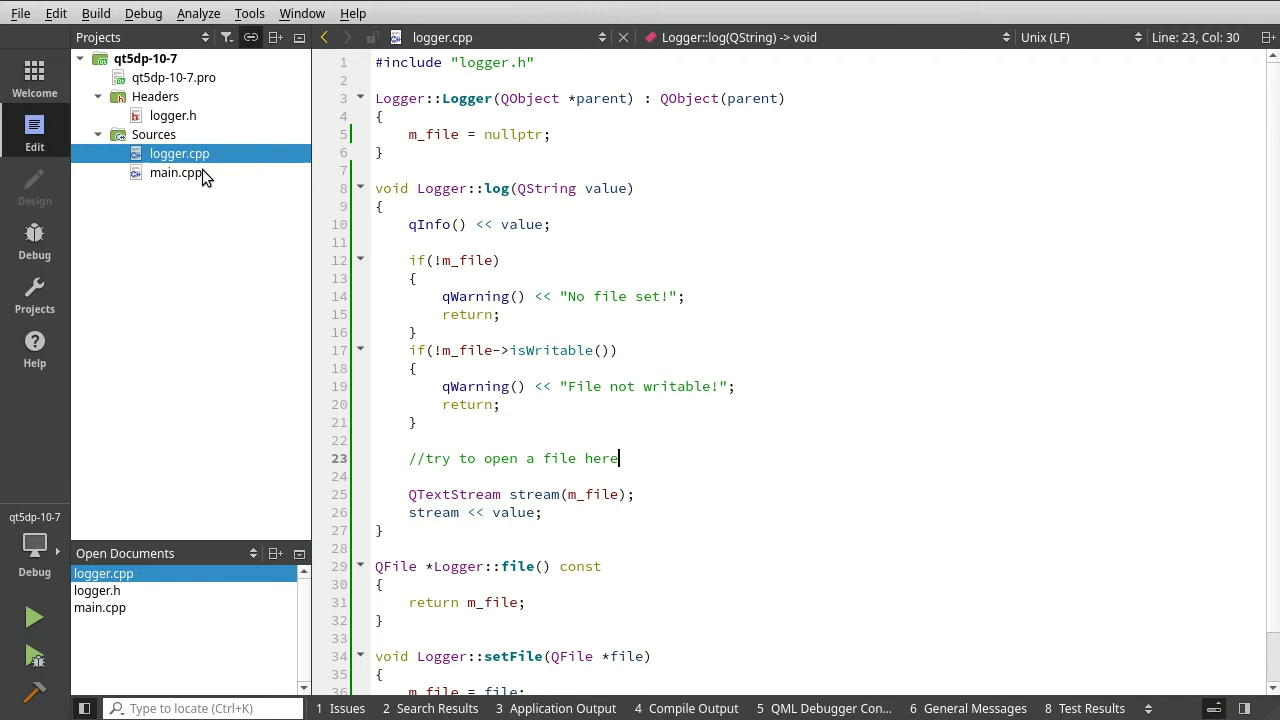 File Edit Build Debug Analyze Tools Window Help
Projects
logger.cpp
Logger::log(QString) -> void
Unix (LF)
Line: 23, Col: 30
Welcome
Edit
Design
Debug
Projects
Help
qt5dp-10-7
Debug
qt5dp-10-7
qt5dp-10-7.pro
Headers
logger.h
Sources
logger.cpp
main.cpp
Open Documents
logger.cpp
logger.h
main.cpp
1 #include "logger.h"
2
3 Logger::Logger(QObject *parent) : QObject(parent)
4 {
5 m_file = nullptr;
6 }
7
8 void Logger::log(QString value)
9 {
10 qInfo() << value;
11
12 if(!m_file)
13 {
14 qWarning() << "No file set!";
15 return;
16 }
17 if(!m_file->isWritable())
18 {
19 qWarning() << "File not writable!";
20 return;
21 }
22
23 //try to open a file here
24
25 QTextStream stream(m_file);
26 stream << value;
27 }
28
29 QFile *Logger::file() const
30 {
31 return m_file;
32 }
33
34 void Logger::setFile(QFile *file)
35 {
36 m_file = file;
Type to locate (Ctrl+K)
1 Issues
2 Search Results
3 Application Output
4 Compile Output
5 QML Debugger Con...
6 General Messages
8 Test Results